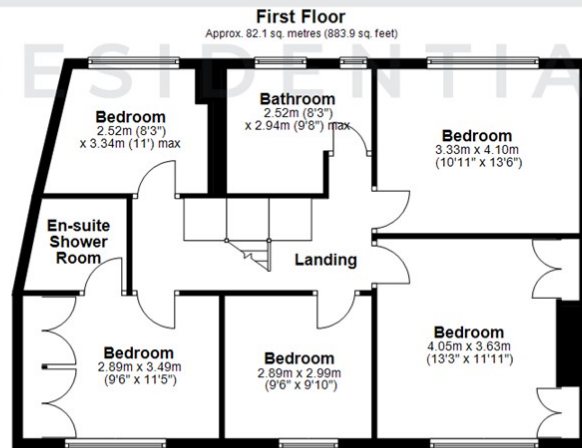 First Floor
Approx. 82.1 sq. metres (883.9 sq. feet)
ESIDENTIA
Bedroom
2.52m (8'3")
x 3.34m (11') max
Bathroom
2.52m (8'3")
x 2.94m (9'8") max
Bedroom
3.33m x 4.10m
(10'11" x 13'6")
En-suite
Shower
Room
Landing
Bedroom
2.89m x 3.49m
(9'6" x 11'5")
Bedroom
2.89m x 2.99m
(9'6" x 9'10")
Bedroom
4.05m x 3.63m
(13'3" x 11'11")